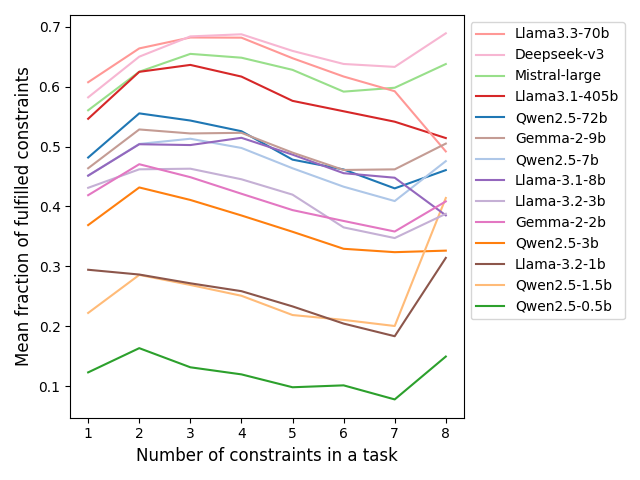 Mean fraction of fulfilled constraints
0.7
0.6
0.5
0.4
0.3
0.2
0.1
1 2 3 4 5 6 7 8
Number of constraints in a task
Llama3.3-70b
Deepseek-v3
Mistral-large
Llama3.1-405b
Qwen2.5-72b
Gemma-2-9b
Qwen2.5-7b
Llama-3.1-8b
Llama-3.2-3b
Gemma-2-2b
Qwen2.5-3b
Llama-3.2-1b
Qwen2.5-1.5b
Qwen2.5-0.5b